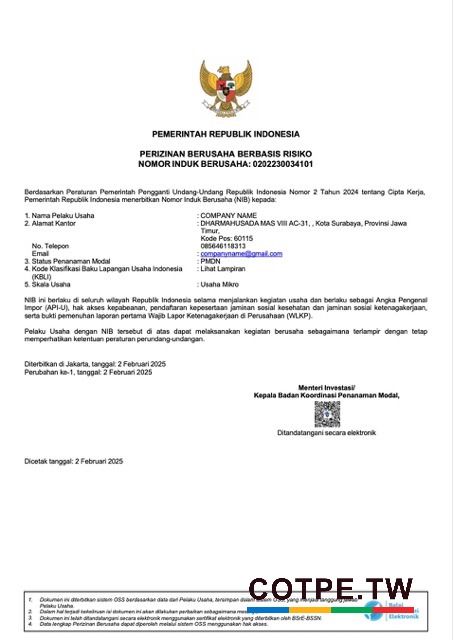 PEMERINTAH REPUBLIK INDONESIA
PERIZINAN BERUSAHA BERBASIS RISIKO
NOMOR INDUK BERUSAHA: 0202230034101
Berdasarkan Peraturan Pemerintah Pengganti Undang-Undang Republik Indonesia Nomor 2 Tahun 2024 tentang Cipta Kerja,
Pemerintah Republik Indonesia menerbitkan Nomor Induk Berusaha (NIB) kepada:
1. Nama Pelaku Usaha : COMPANY NAME
2. Alamat Kantor : DHARMAHUSADA MAS VIII AC-31, , Kota Surabaya, Provinsi Jawa
Timur,
Kode Pos: 60115
No. Telepon : 085646118313
Email : companyname@gmail.com
3. Status Penanaman Modal : PMDN
4. Kode Klasifikasi Baku Lapangan Usaha Indonesia : Lihat Lampiran
(KBLI)
5. Skala Usaha : Usaha Mikro
NIB ini berlaku di seluruh wilayah Republik Indonesia selama menjalankan kegiatan usaha dan berlaku sebagai Angka Pengenal
Impor (API-U), hak akses kepabeanan, pendaftaran kepesertaan jaminan sosial kesehatan dan jaminan sosial ketenagakerjaan,
serta bukti pemenuhan laporan pertama Wajib Lapor Ketenagakerjaan di Perusahaan (WLKP).
Pelaku Usaha dengan NIB tersebut di atas dapat melaksanakan kegiatan berusaha sebagaimana terlampir dengan tetap
memperhatikan ketentuan peraturan perundang-undangan.
Diterbitkan di Jakarta, tanggal: 2 Februari 2025
Perubahan ke-1, tanggal: 2 Februari 2025
Menteri Investasi/
Kepala Badan Koordinasi Penanaman Modal,
Ditandatangani secara elektronik
Dicetak tanggal: 2 Februari 2025
1. Dokumen ini diterbitkan sistem OSS berdasarkan data dari Pelaku Usaha, tersimpan dalam sistem OSS, yang menjadi tanggung jawab
Pelaku Usaha.
2. Dalam hal terjadi kekeliruan isi dokumen ini akan dilakukan perbaikan sebagaimana
3. Dokumen ini telah ditandatangani secara elektronik menggunakan sertifikat elektronik yang diterbitkan oleh BSrE-BSSN.
4. Data lengkap Perizinan Berusaha dapat diperoleh melalui sistem OSS menggunakan hak akses.
COTPE.TW
Balai
Elektronik